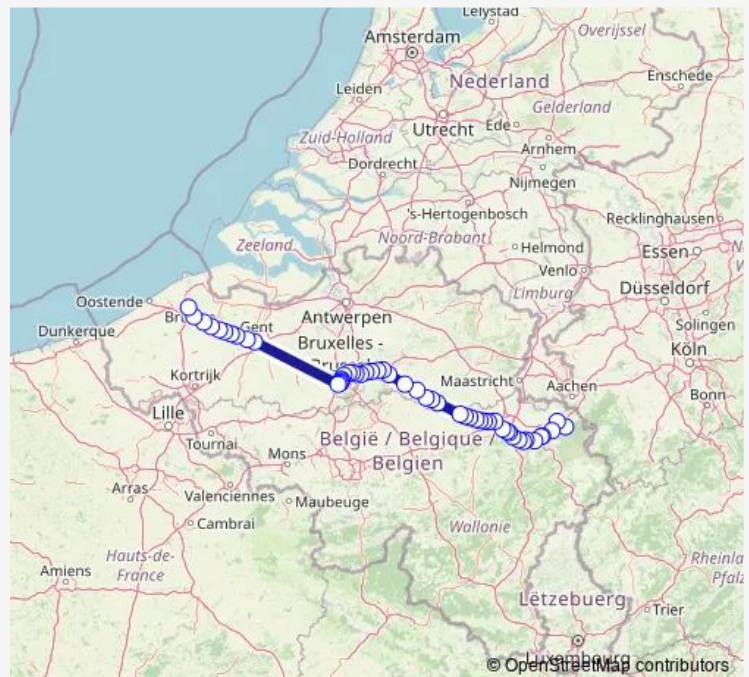 Lelystad
Overijssel
Amsterdam
Nederland
Enschede
Leiden
Gelderland
Utrecht
Ede
Zuid-Holland
Arnhem
Dordrecht
Nijmegen
's-Hertogenbosch
Recklinghausen
Zeeland
Noord-Brabant
Helmond
Essen
Venlo
Oostende
Limburg
Düsseldorf
Antwerpen
Gent
Dunkerque
Solingen
Bruxelles -
Köln
Kortrijk
Maastricht
Aachen
Bonn
Lille
België / Belgique /
Belgien
Tournai
Mons
Arras
Valenciennes
Maubeuge
Cambrai
Wallonie
Hauts-de-
France
Amiens
Lëtzebuerg
Trier
© OpenStreetMap contributors